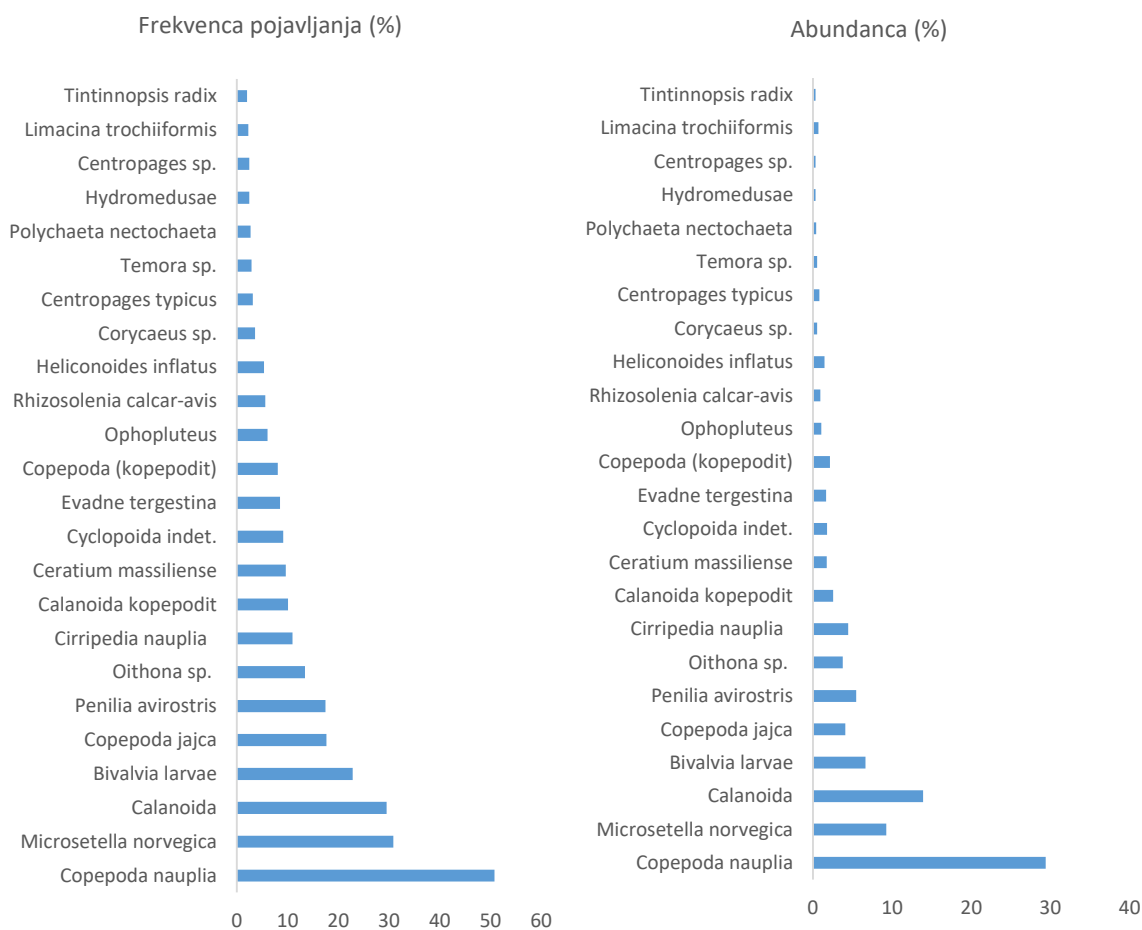 Frekvenca pojavljanja (%)
Tintinnopsis radix
Limacina trochiiformis
Centropages sp.
Hydromedusae
Polychaeta nectochaeta
Temora sp.
Centropages typicus
Corycaeus sp.
Heliconoides inflatus
Rhizosolenia calcar-avis
Ophopluteus
Copepoda (kopepodit)
Evadne tergestina
Cyclopoida indet.
Ceratium massiliense
Calanoida kopepodit
Cirripedia nauplia
Oithona sp.
Penilia avirostris
Copepoda jajca
Bivalvia larvae
Calanoida
Microsetella norvegica
Copepoda nauplia
0 10 20 30 40 50 60
Abundanca (%)
Tintinnopsis radix
Limacina trochiiformis
Centropages sp.
Hydromedusae
Polychaeta nectochaeta
Temora sp.
Centropages typicus
Corycaeus sp.
Heliconoides inflatus
Rhizosolenia calcar-avis
Ophopluteus
Copepoda (kopepodit)
Evadne tergestina
Cyclopoida indet.
Ceratium massiliense
Calanoida kopepodit
Cirripedia nauplia
Oithona sp.
Penilia avirostris
Copepoda jajca
Bivalvia larvae
Calanoida
Microsetella norvegica
Copepoda nauplia
0 10 20 30 40